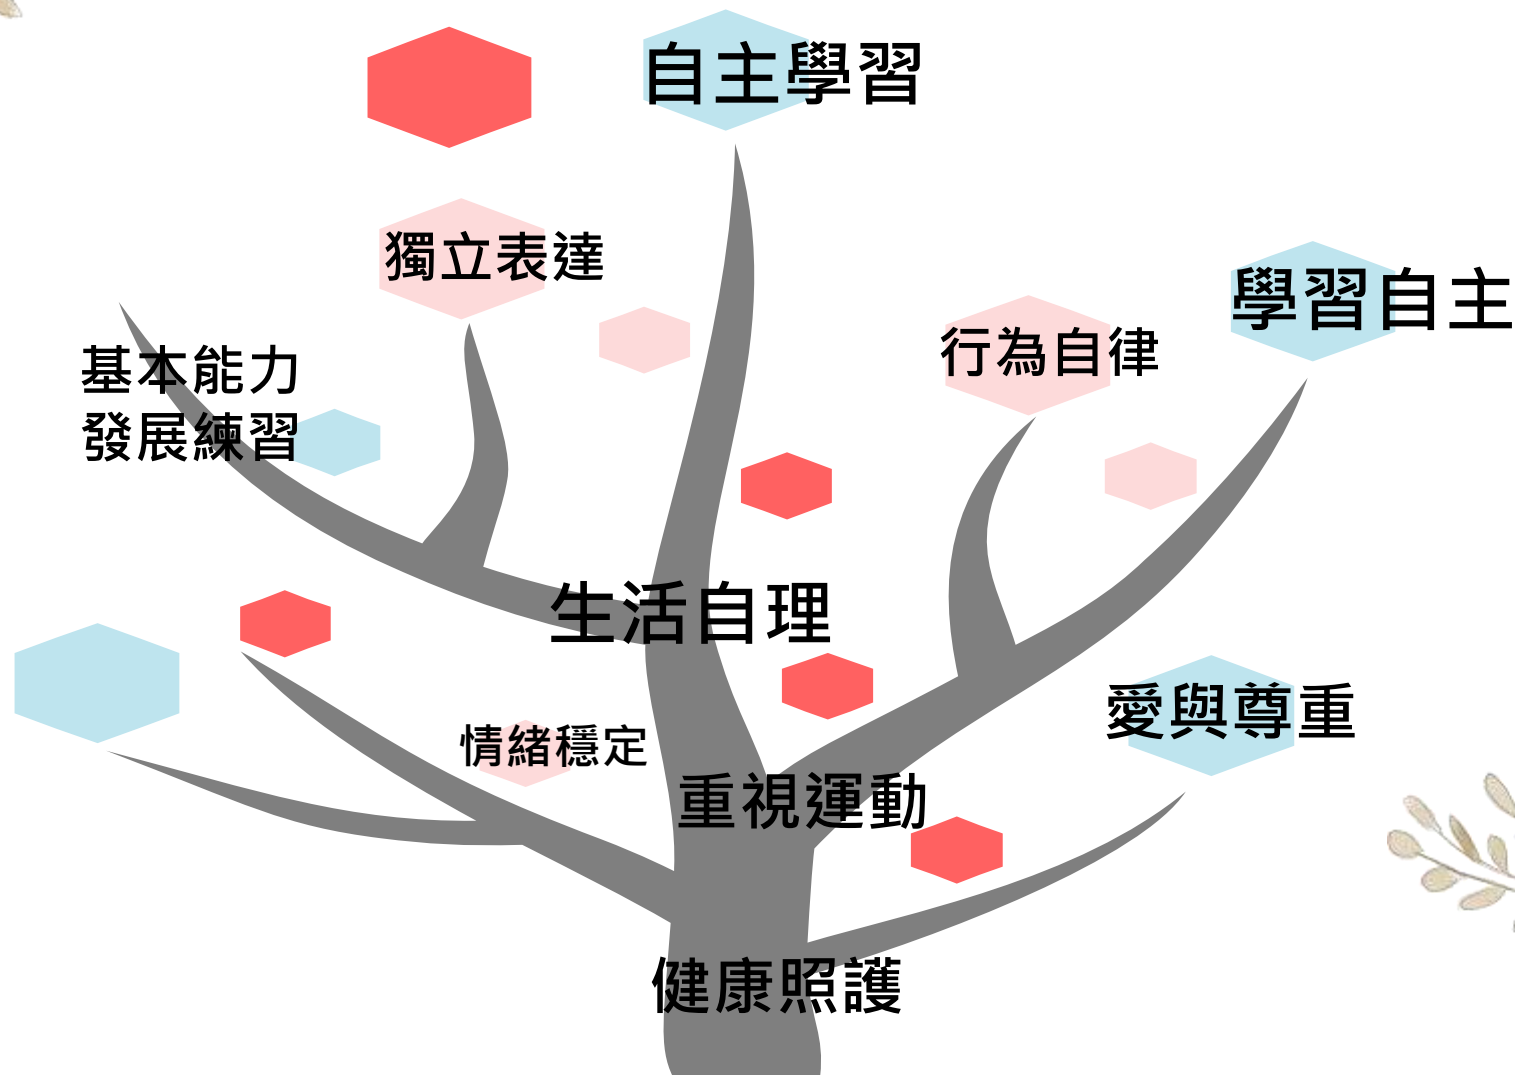 自主學習
獨立表達
學習自主
行為自律
基本能力
發展練習
生活自理
愛與尊重
情緒穩定
重視運動
健康照護